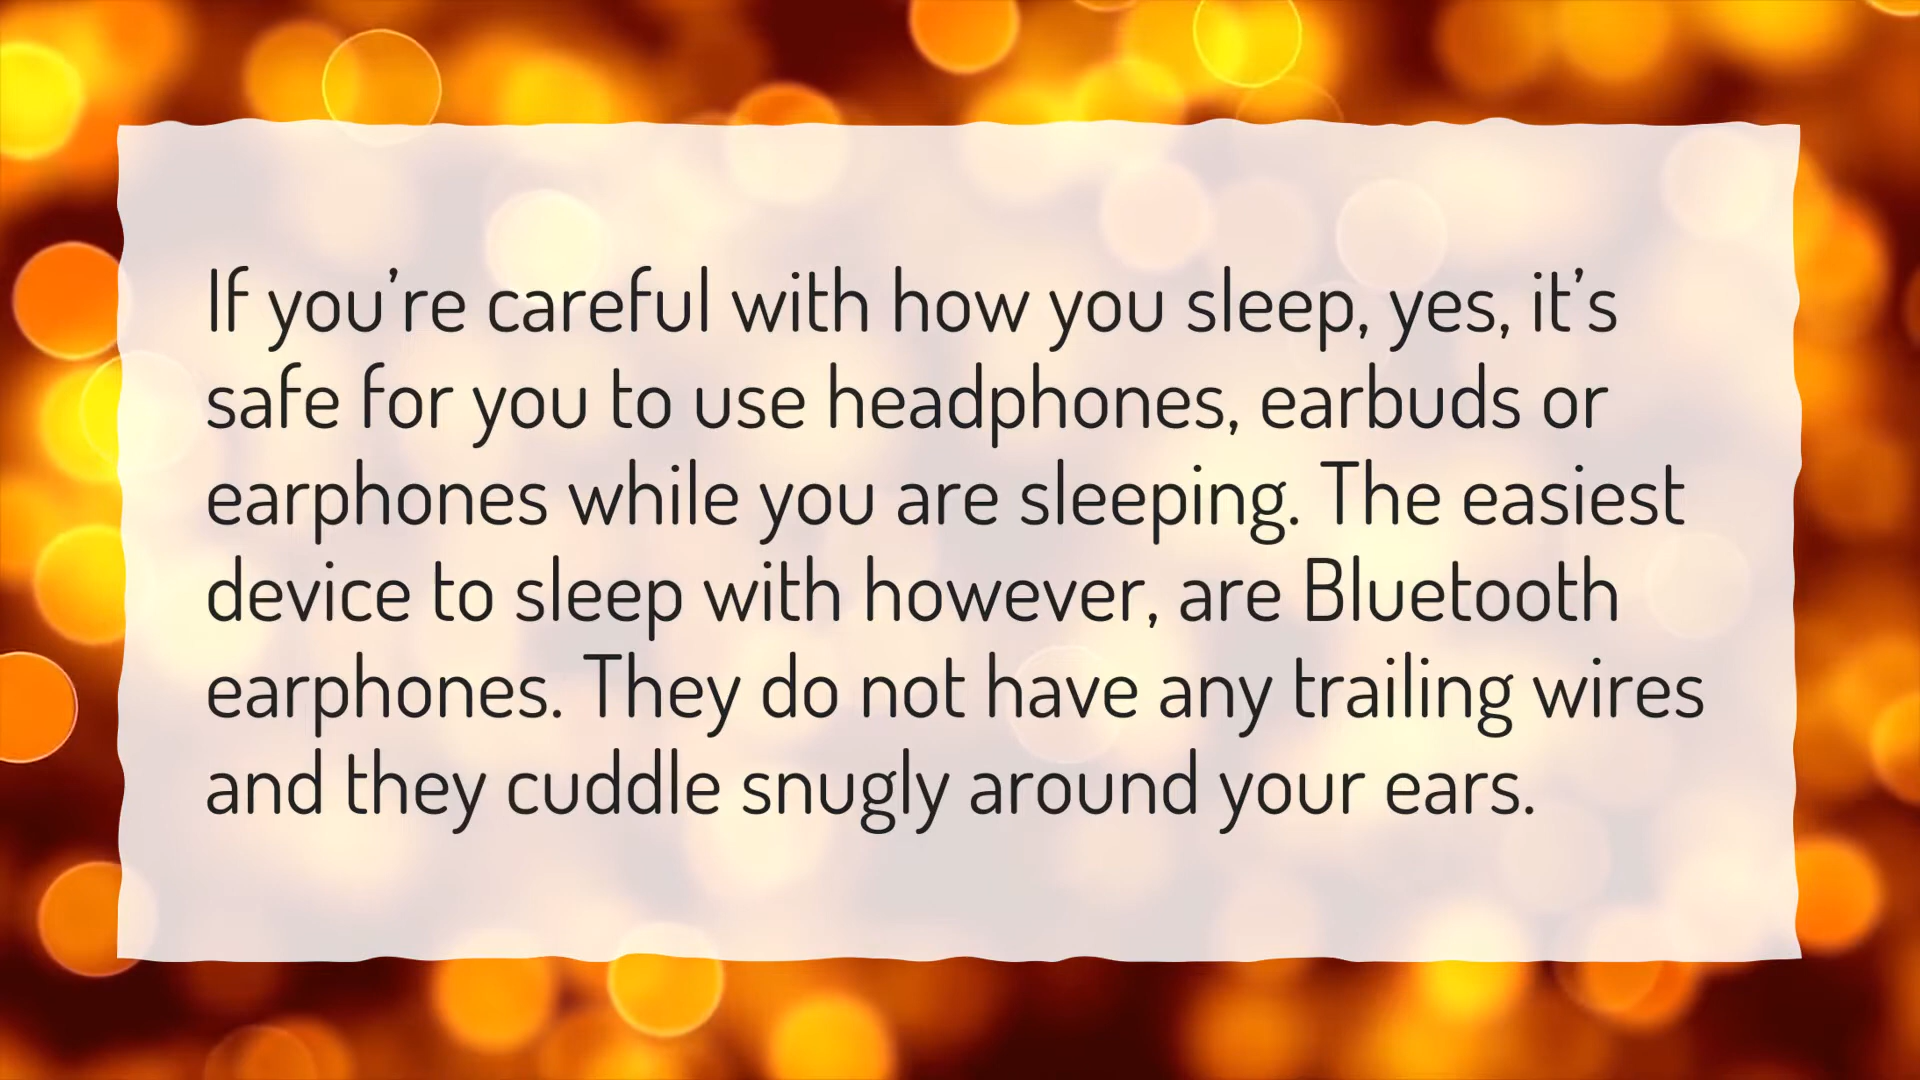 If you’re careful with how you sleep, yes, it’s
safe for you to use headphones, earbuds or
earphones while you are sleeping. The easiest
device to sleep with however, are Bluetooth
earphones. They do not have any trailing wires
and they cuddle snugly around your ears.